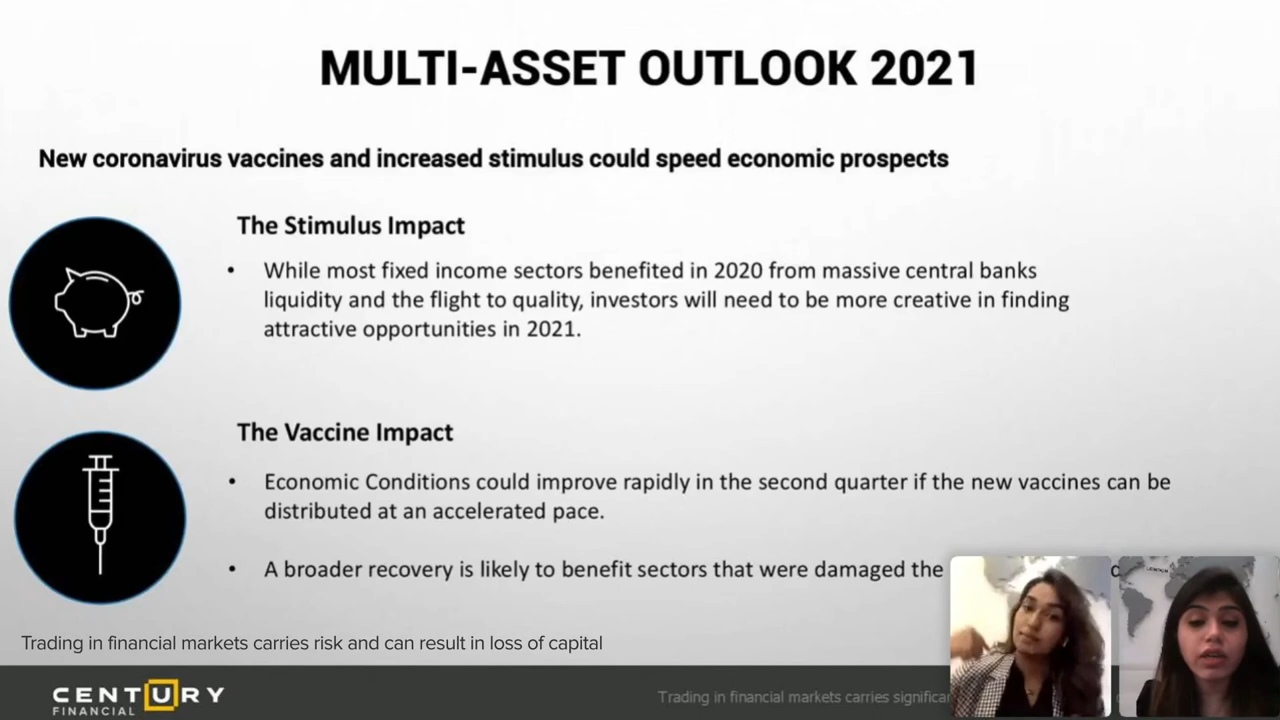 MULTI-ASSET OUTLOOK 2021
New coronavirus vaccines and increased stimulus could speed economic prospects
The Stimulus Impact
• While most fixed income sectors benefited in 2020 from massive central banks
liquidity and the flight to quality, investors will need to be more creative in finding
attractive opportunities in 2021.
The Vaccine Impact
• Economic Conditions could improve rapidly in the second quarter if the new vaccines can be
distributed at an accelerated pace.
• A broader recovery is likely to benefit sectors that were damaged the
LONDON
Trading in financial markets carries risk and can result in loss of capital
CENTURY
FINANCIAL
Trading in financial markets carries